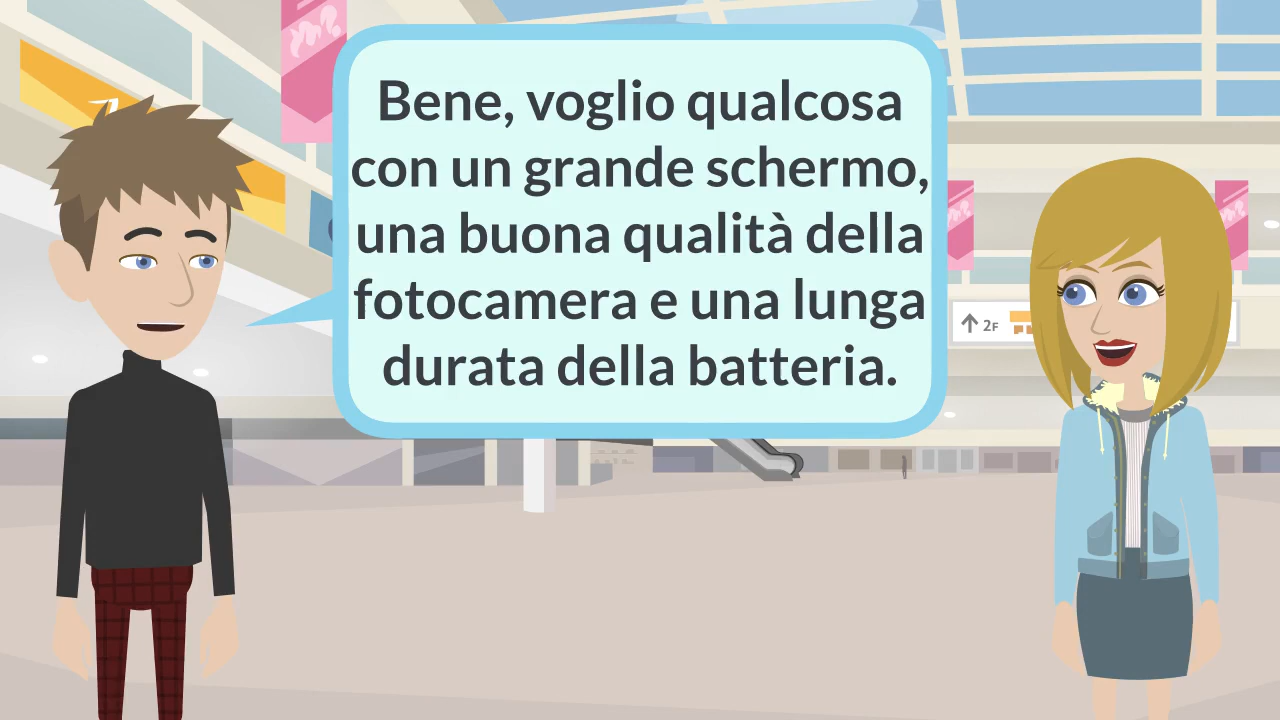 Bene, voglio qualcosa
con un grande schermo,
una buona qualità della
fotocamera e una lunga
durata della batteria.
2F